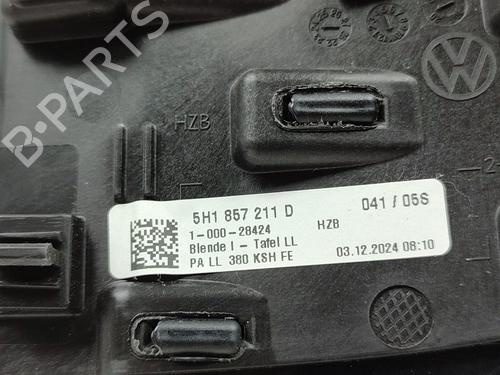 HZB
5H1 857 211 D 041 / 05S
1-000-28424 HZB
Blende I - Tafel LL
PA LL 380 KSH FE 03.12.2024 08:10